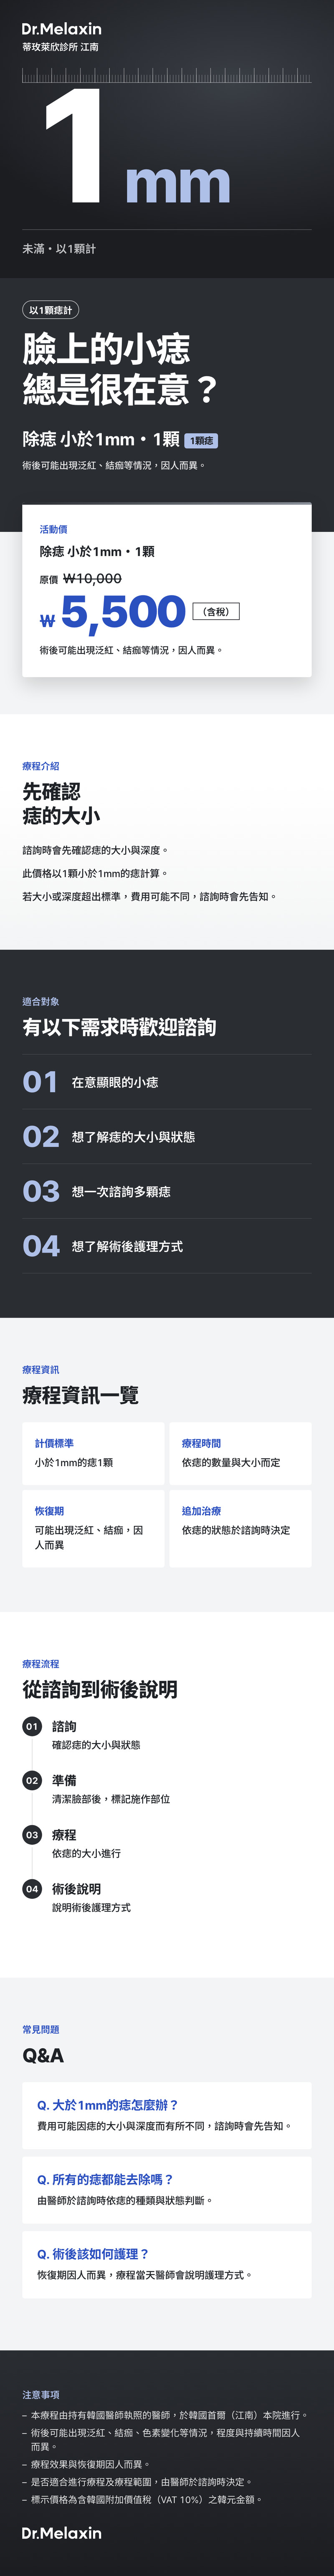 Dr.Melaxin
蒂玫萊欣診所 江南
1 mm
未滿・以1顆計
以1顆痣計
臉上的小痣
總是很在意？
除痣 小於1mm・1顆 1顆痣
術後可能出現泛紅、結痂等情況，因人而異。
活動價
除痣 小於1mm・1顆
原價 ₩10,000
₩ 5,500 （含稅）
術後可能出現泛紅、結痂等情況，因人而異。
療程介紹
先確認
痣的大小
諮詢時會先確認痣的大小與深度。
此價格以1顆小於1mm的痣計算。
若大小或深度超出標準，費用可能不同，諮詢時會先告知。
適合對象
有以下需求時歡迎諮詢
01 在意顯眼的小痣
02 想了解痣的大小與狀態
03 想一次諮詢多顆痣
04 想了解術後護理方式
療程資訊
療程資訊一覽
計價標準
小於1mm的痣1顆
療程時間
依痣的數量與大小而定
恢復期
可能出現泛紅、結痂，因
人而異
追加治療
依痣的狀態於諮詢時決定
療程流程
從諮詢到術後說明
01 諮詢
確認痣的大小與狀態
02 準備
清潔臉部後，標記施作部位
03 療程
依痣的大小進行
04 術後說明
說明術後護理方式
常見問題
Q&A
Q. 大於1mm的痣怎麼辦？
費用可能因痣的大小與深度而有所不同，諮詢時會先告知。
Q. 所有的痣都能去除嗎？
由醫師於諮詢時依痣的種類與狀態判斷。
Q. 術後該如何護理？
恢復期因人而異，療程當天醫師會說明護理方式。
注意事項
– 本療程由持有韓國醫師執照的醫師，於韓國首爾（江南）本院進行。
– 術後可能出現泛紅、結痂、色素變化等情況，程度與持續時間因人
而異。
– 療程效果與恢復期因人而異。
– 是否適合進行療程及療程範圍，由醫師於諮詢時決定。
– 標示價格為含韓國附加價值稅（VAT 10%）之韓元金額。
Dr.Melaxin